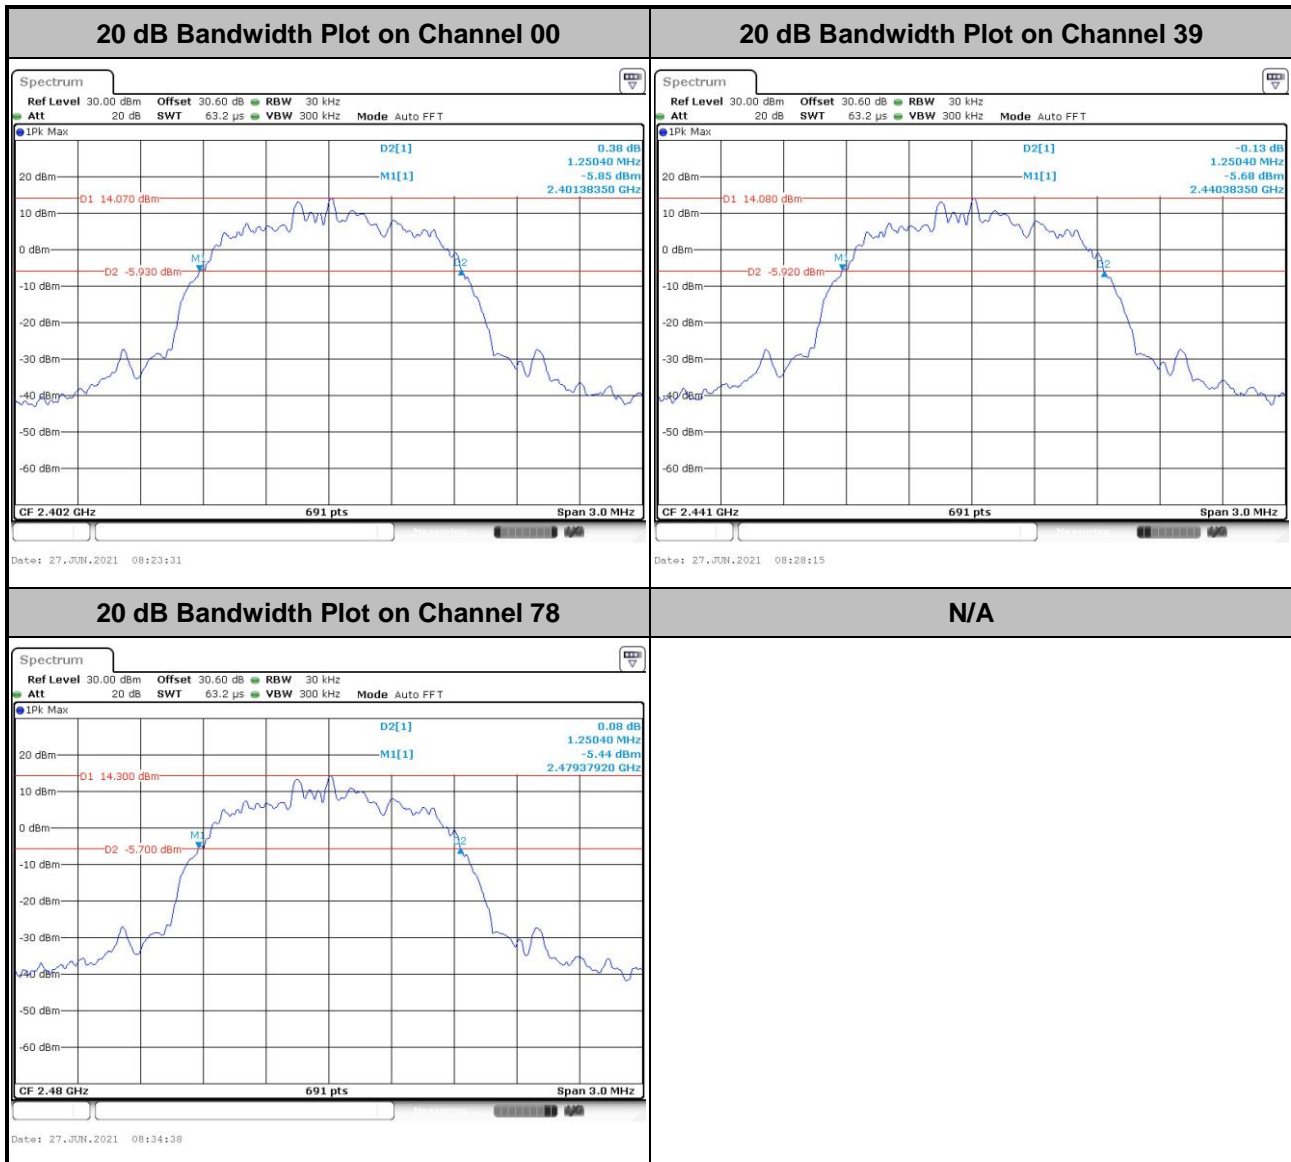 20 dB Bandwidth Plot on Channel 00
Spectrum
Ref Level 30.00 dBm Offset 30.60 dB RBW 30 kHz
Att 20 dB SWT 63.2 µs VBW 300 kHz Mode Auto FFT
1Pk Max
D2[1] 0.38 dB
1.25040 MHz
20 dBm M1[1] -5.85 dBm
2.40138350 GHz
D1 14.070 dBm
10 dBm
0 dBm
M1
D2
D2 -5.930 dBm
-10 dBm
-20 dBm
-30 dBm
-40 dBm
-50 dBm
-60 dBm
CF 2.402 GHz 691 pts Span 3.0 MHz
Date: 27.JUN.2021 08:23:31
20 dB Bandwidth Plot on Channel 39
Spectrum
Ref Level 30.00 dBm Offset 30.60 dB RBW 30 kHz
Att 20 dB SWT 63.2 µs VBW 300 kHz Mode Auto FFT
1Pk Max
D2[1] -0.13 dB
1.25040 MHz
20 dBm M1[1] -5.68 dBm
2.44038350 GHz
D1 14.080 dBm
10 dBm
0 dBm
M1
D2
D2 -5.920 dBm
-10 dBm
-20 dBm
-30 dBm
-40 dBm
-50 dBm
-60 dBm
CF 2.441 GHz 691 pts Span 3.0 MHz
Date: 27.JUN.2021 08:28:15
20 dB Bandwidth Plot on Channel 78
Spectrum
Ref Level 30.00 dBm Offset 30.60 dB RBW 30 kHz
Att 20 dB SWT 63.2 µs VBW 300 kHz Mode Auto FFT
1Pk Max
D2[1] 0.08 dB
1.25040 MHz
20 dBm M1[1] -5.44 dBm
2.47937920 GHz
D1 14.300 dBm
10 dBm
0 dBm
M1
D2
D2 -5.700 dBm
-10 dBm
-20 dBm
-30 dBm
-40 dBm
-50 dBm
-60 dBm
CF 2.48 GHz 691 pts Span 3.0 MHz
Date: 27.JUN.2021 08:34:38
N/A